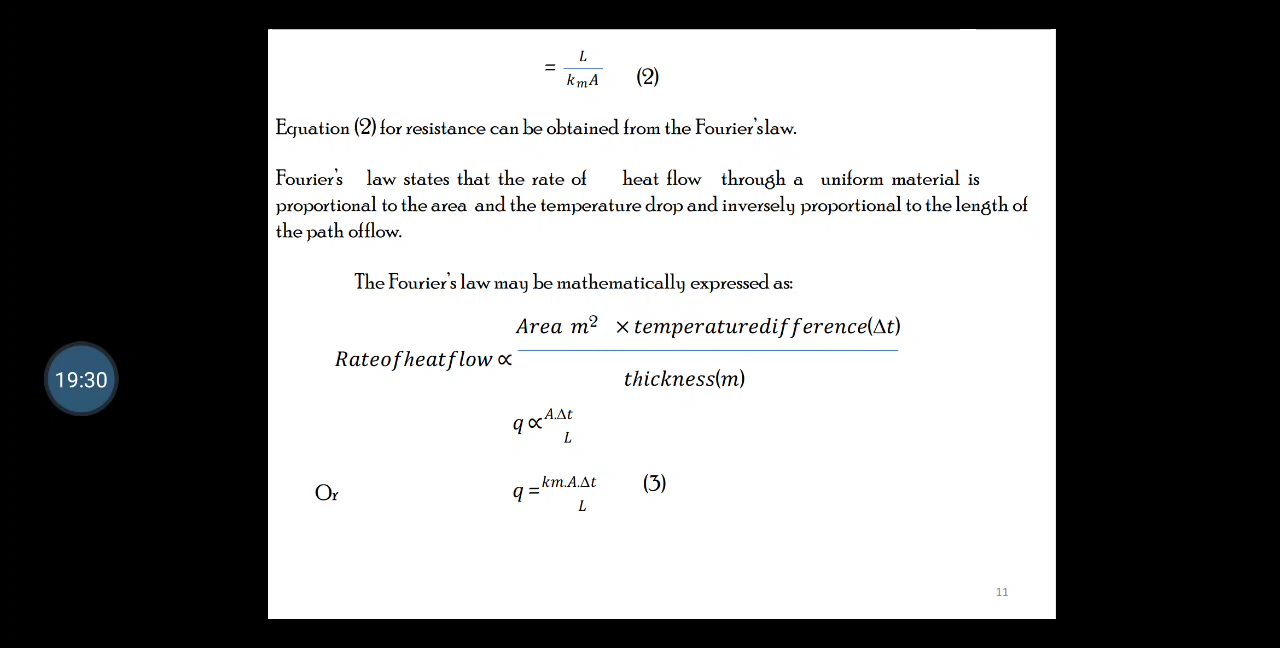 = L
k_mA (2)
Equation (2) for resistance can be obtained from the Fourier's law.
Fourier's law states that the rate of heat flow through a uniform material is
proportional to the area and the temperature drop and inversely proportional to the length of
the path offlow.
The Fourier's law may be mathematically expressed as:
Area m² × temperaturedifference(Δt)
Rateofheatflow ∝
thickness(m)
q ∝ A.Δt
L
Or q = km.A.Δt (3)
L
19:30
11